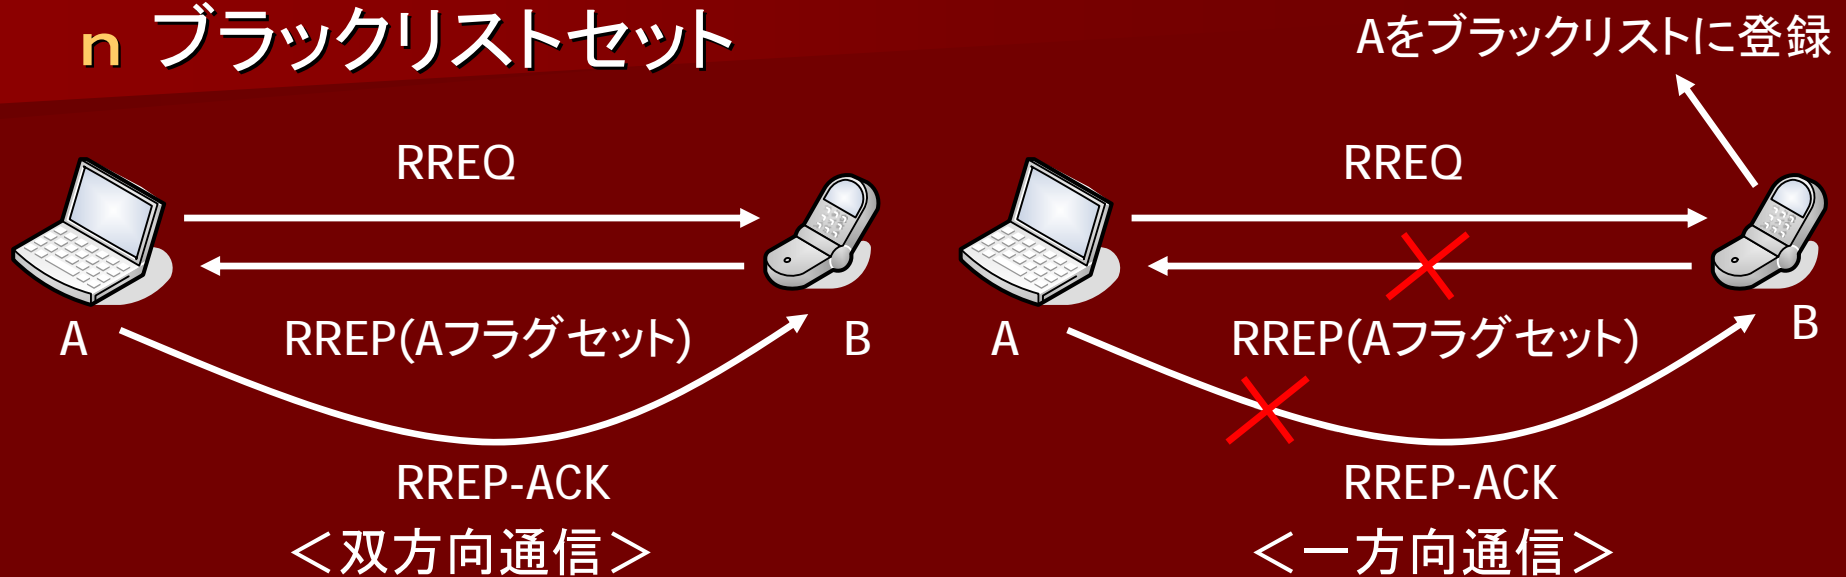 n ブラックリストセット
Aをブラックリストに登録
RREQ
RREP(Aフラグセット)
A
B
RREP-ACK
＜双方向通信＞
RREQ
RREP(Aフラグセット)
A
B
RREP-ACK
＜一方向通信＞